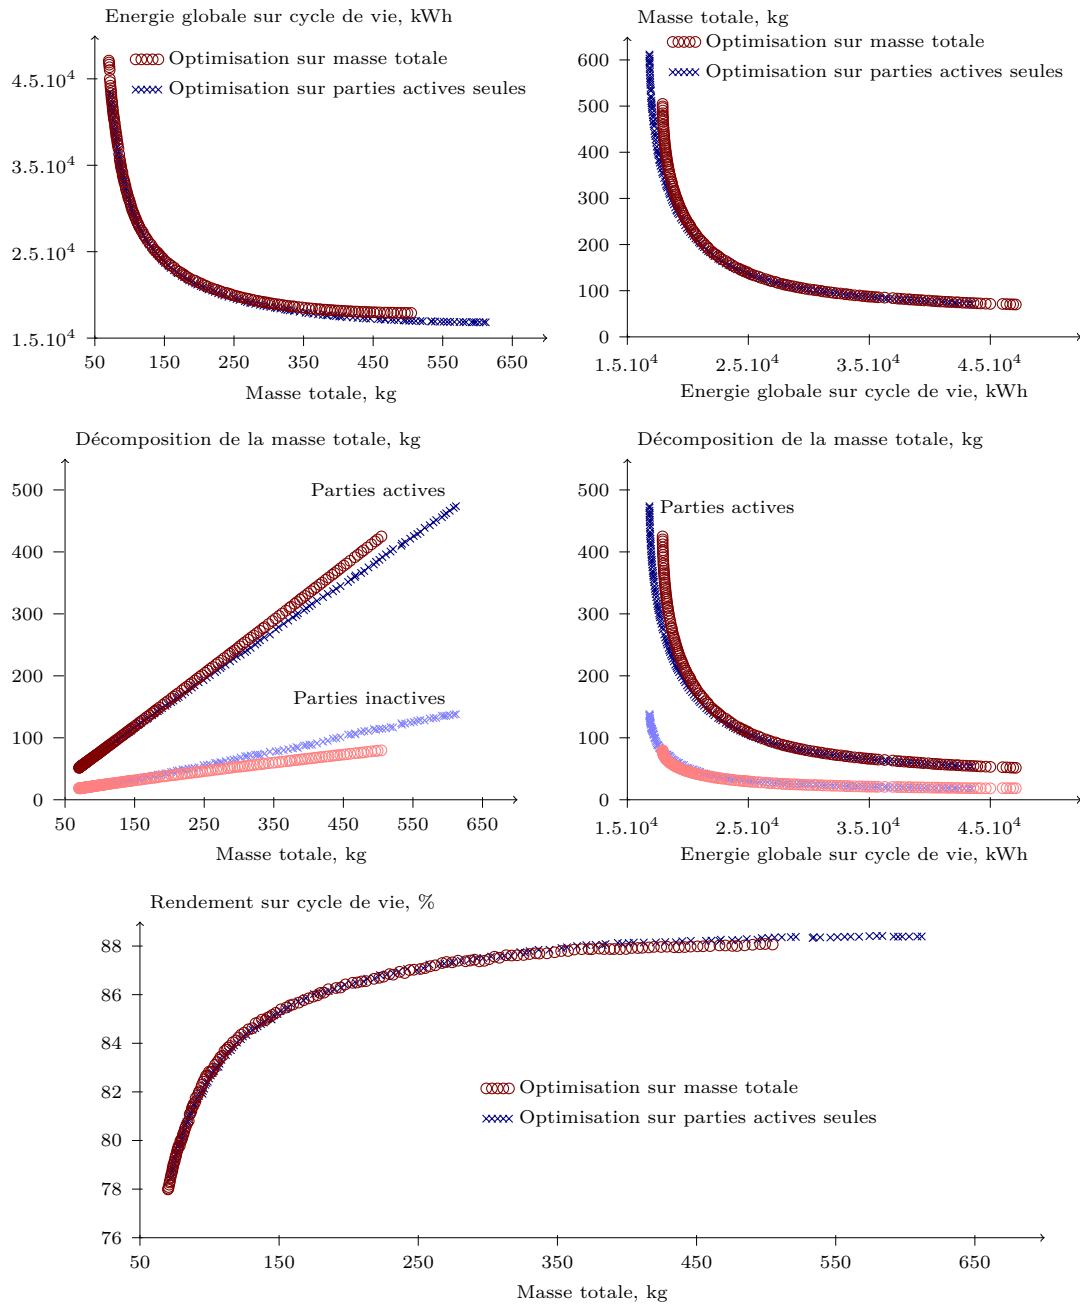 Energie globale sur cycle de vie, kWh
Optimisation sur masse totale
Optimisation sur parties actives seules
4.5.10^4
3.5.10^4
2.5.10^4
1.5.10^4
50 150 250 350 450 550 650
Masse totale, kg
Masse totale, kg
Optimisation sur masse totale
Optimisation sur parties actives seules
600
500
400
300
200
100
0
1.5.10^4 2.5.10^4 3.5.10^4 4.5.10^4
Energie globale sur cycle de vie, kWh
Décomposition de la masse totale, kg
Parties actives
Parties inactives
500
400
300
200
100
0
50 150 250 350 450 550 650
Masse totale, kg
Décomposition de la masse totale, kg
Parties actives
500
400
300
200
100
0
1.5.10^4 2.5.10^4 3.5.10^4 4.5.10^4
Energie globale sur cycle de vie, kWh
Rendement sur cycle de vie, %
88
86
84
82
80
78
76
Optimisation sur masse totale
Optimisation sur parties actives seules
50 150 250 350 450 550 650
Masse totale, kg